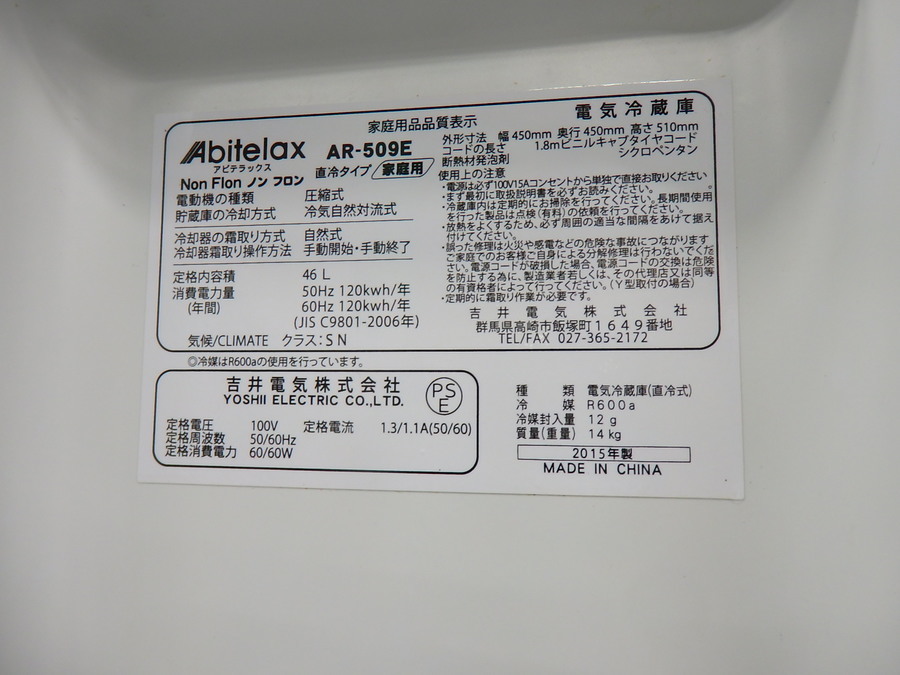 家庭用品品質表示
電気冷蔵庫
Abitelax AR-509E
アビテラックス
直冷タイプ/家庭用
Non Flon ノン フロン
電動機の種類 圧縮式
貯蔵庫の冷却方式 冷気自然対流式
冷却器の霜取り方式 自然式
冷却器霜取り操作方法 手動開始・手動終了
定格内容積 46 L
消費電力量 50Hz 120kwh/年
(年間) 60Hz 120kwh/年
(JIS C9801-2006年)
気候/CLIMATE クラス:S N
外形寸法 幅 450mm 奥行 450mm 高さ 510mm
コードの長さ 1.8mビニルキャブタイヤコード
断熱材発泡剤 シクロペンタン
使用上の注意
・電源は必ず100V15Aコンセントから単独で直接お取りください
・まず最初に取扱説明書を必ずお読みください。
・冷蔵庫内は定期的にお掃除を行ってください。長期間使用
を行った製品は点検(有料)の依頼を行ってください。
・放熱をよくするため、必ず周囲の適当な間隔をあけて据え
付けてください。
・誤った修理は火災や感電などの危険な事故につながります
ご家庭でのお客様ご自身による分解修理は行わないでくだ
さい。電源コードが破損した場合、電源コードの交換は危険
を防止する為に、製造業者若しくは、その代理店又は同等
の有資格者によって行ってください。(Y型取付の場合)
・定期的に霜取り作業が必要です。
吉井電気株式会社
群馬県高崎市飯塚町1649番地
TEL/FAX 027-365-2172
◎冷媒はR600aの使用を行っています。
吉井電気株式会社
YOSHII ELECTRIC CO.,LTD.
PS
E
定格電圧 100V 定格電流 1.3/1.1A(50/60)
定格周波数 50/60Hz
定格消費電力 60/60W
種類 電気冷蔵庫(直冷式)
冷媒 R600a
冷媒封入量 12g
質量(重量) 14kg
2015年製
MADE IN CHINA